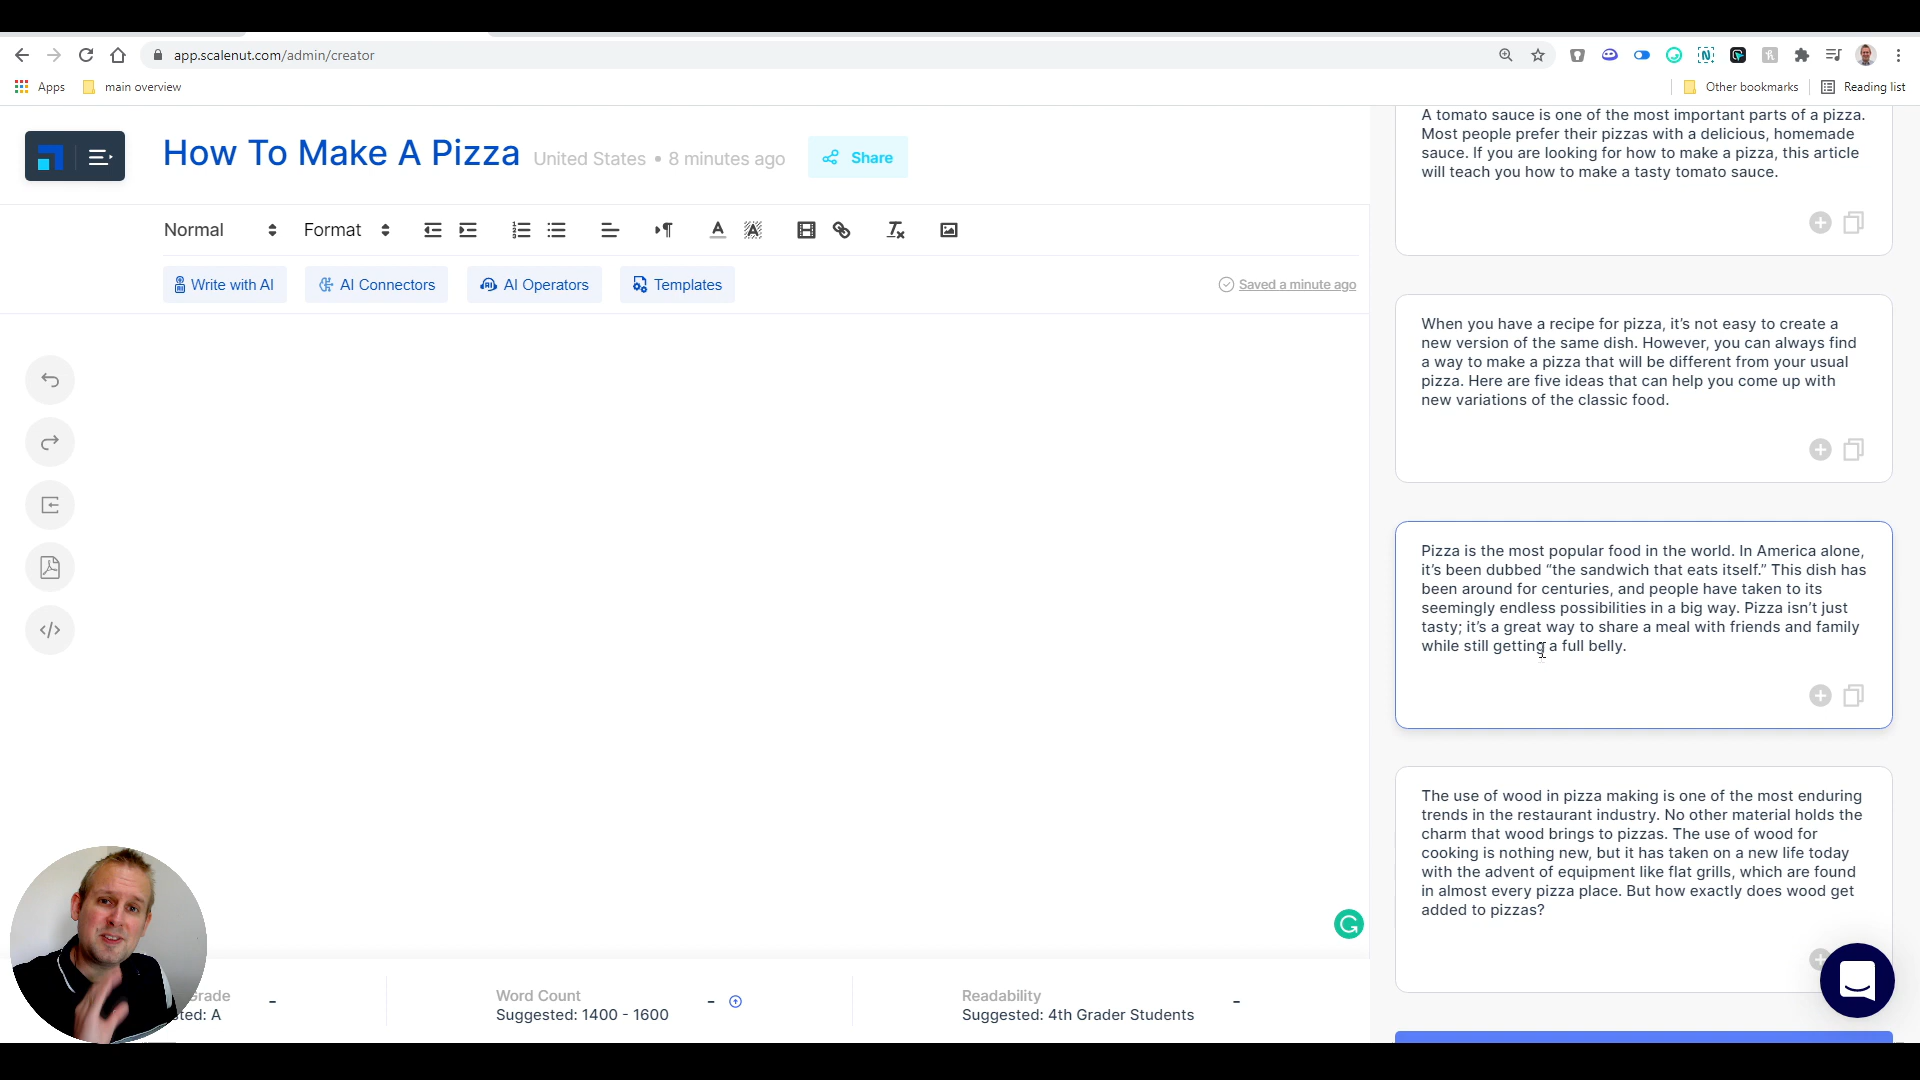 app.scalenut.com/admin/creator
Apps
main overview
Other bookmarks
Reading list
How To Make A Pizza
United States • 8 minutes ago
Share
Normal
Format
Write with AI
AI Connectors
AI Operators
Templates
Saved a minute ago
A tomato sauce is one of the most important parts of a pizza.
Most people prefer their pizzas with a delicious, homemade
sauce. If you are looking for how to make a pizza, this article
will teach you how to make a tasty tomato sauce.
When you have a recipe for pizza, it’s not easy to create a
new version of the same dish. However, you can always find
a way to make a pizza that will be different from your usual
pizza. Here are five ideas that can help you come up with
new variations of the classic food.
Pizza is the most popular food in the world. In America alone,
it’s been dubbed “the sandwich that eats itself.” This dish has
been around for centuries, and people have taken to its
seemingly endless possibilities in a big way. Pizza isn’t just
tasty; it’s a great way to share a meal with friends and family
while still getting a full belly.
The use of wood in pizza making is one of the most enduring
trends in the restaurant industry. No other material holds the
charm that wood brings to pizzas. The use of wood for
cooking is nothing new, but it has taken on a new life today
with the advent of equipment like flat grills, which are found
in almost every pizza place. But how exactly does wood get
added to pizzas?
Grade
-
sted: A
Word Count
-
Suggested: 1400 - 1600
Readability
-
Suggested: 4th Grader Students